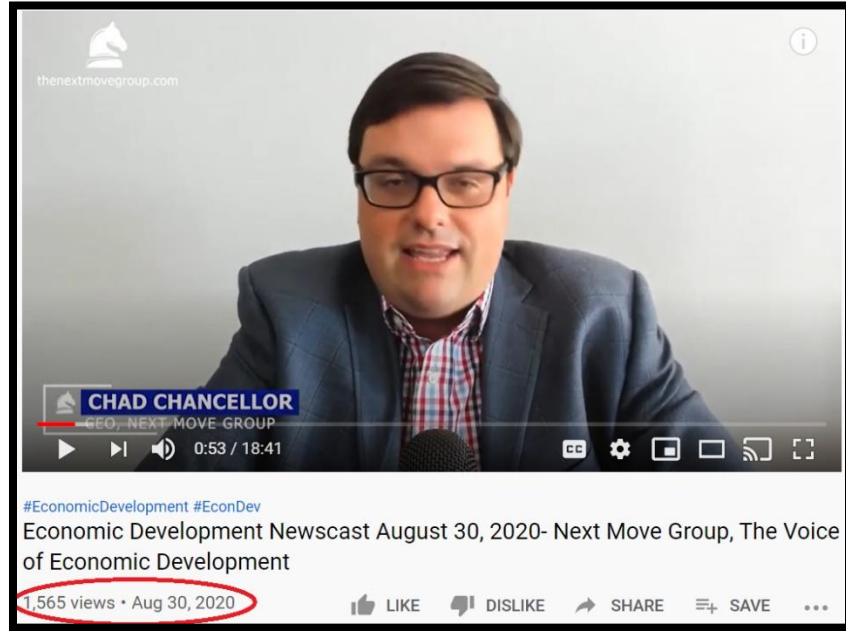 thenextmovegroup.com
i
CHAD CHANCELLOR
CEO, NEXT MOVE GROUP
0:53 / 18:41
CC
#EconomicDevelopment #EconDev
Economic Development Newscast August 30, 2020- Next Move Group, The Voice
of Economic Development
1,565 views • Aug 30, 2020 LIKE DISLIKE SHARE SAVE